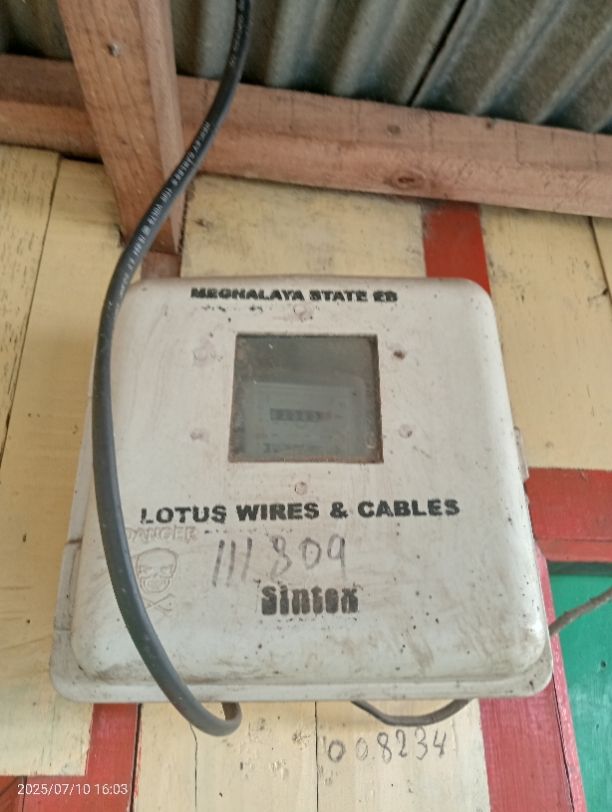 MEGHALAYA STATE EB
LOTUS WIRES & CABLES
DANGER
111809
Sintex
008234
2025/07/10 16:03